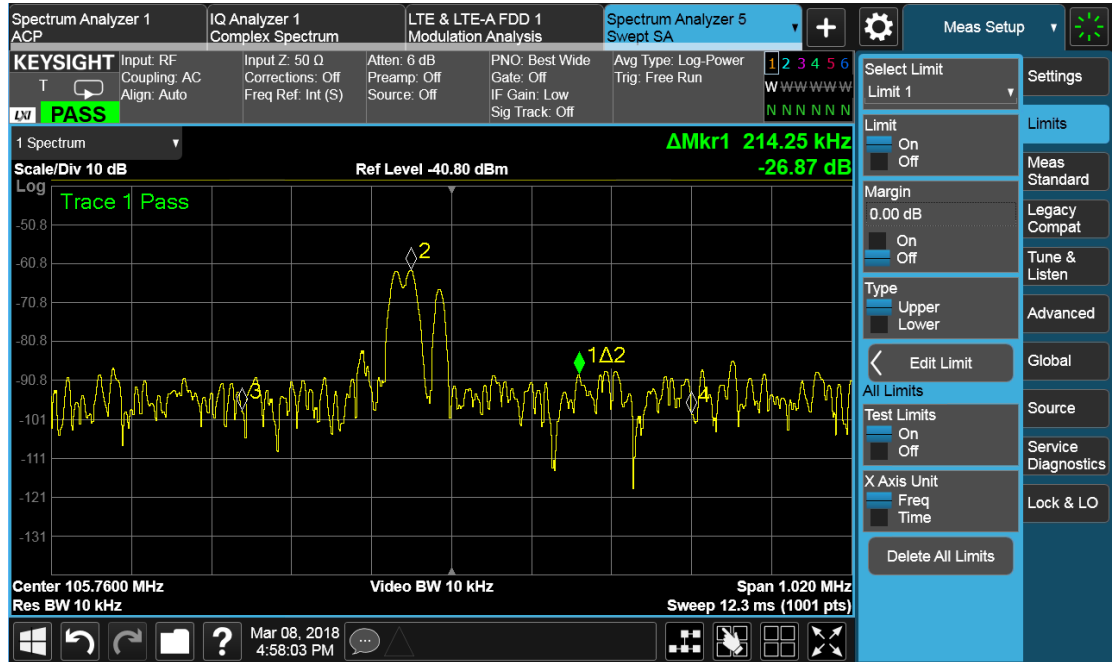 Spectrum Analyzer 1
ACP
IQ Analyzer 1
Complex Spectrum
LTE & LTE-A FDD 1
Modulation Analysis
Spectrum Analyzer 5
Swept SA
Meas Setup
KEYSIGHT
T
LXI
PASS
Input: RF
Coupling: AC
Align: Auto
Input Z: 50 Ω
Corrections: Off
Freq Ref: Int (S)
Atten: 6 dB
Preamp: Off
Source: Off
PNO: Best Wide
Gate: Off
IF Gain: Low
Sig Track: Off
Avg Type: Log-Power
Trig: Free Run
1 2 3 4 5 6
W W W W W W
N N N N N N
1 Spectrum
ΔMkr1 214.25 kHz
-26.87 dB
Scale/Div 10 dB
Ref Level -40.80 dBm
Log
Trace 1 Pass
-50.8
-60.8
-70.8
-80.8
-90.8
-101
-111
-121
-131
2
1Δ2
3
4
Center 105.7600 MHz
Video BW 10 kHz
Span 1.020 MHz
Res BW 10 kHz
Sweep 12.3 ms (1001 pts)
Mar 08, 2018
4:58:03 PM
Select Limit
Limit 1
Limit
On
Off
Margin
0.00 dB
On
Off
Type
Upper
Lower
Edit Limit
All Limits
Test Limits
On
Off
X Axis Unit
Freq
Time
Delete All Limits
Settings
Limits
Meas
Standard
Legacy
Compat
Tune &
Listen
Advanced
Global
Source
Service
Diagnostics
Lock & LO